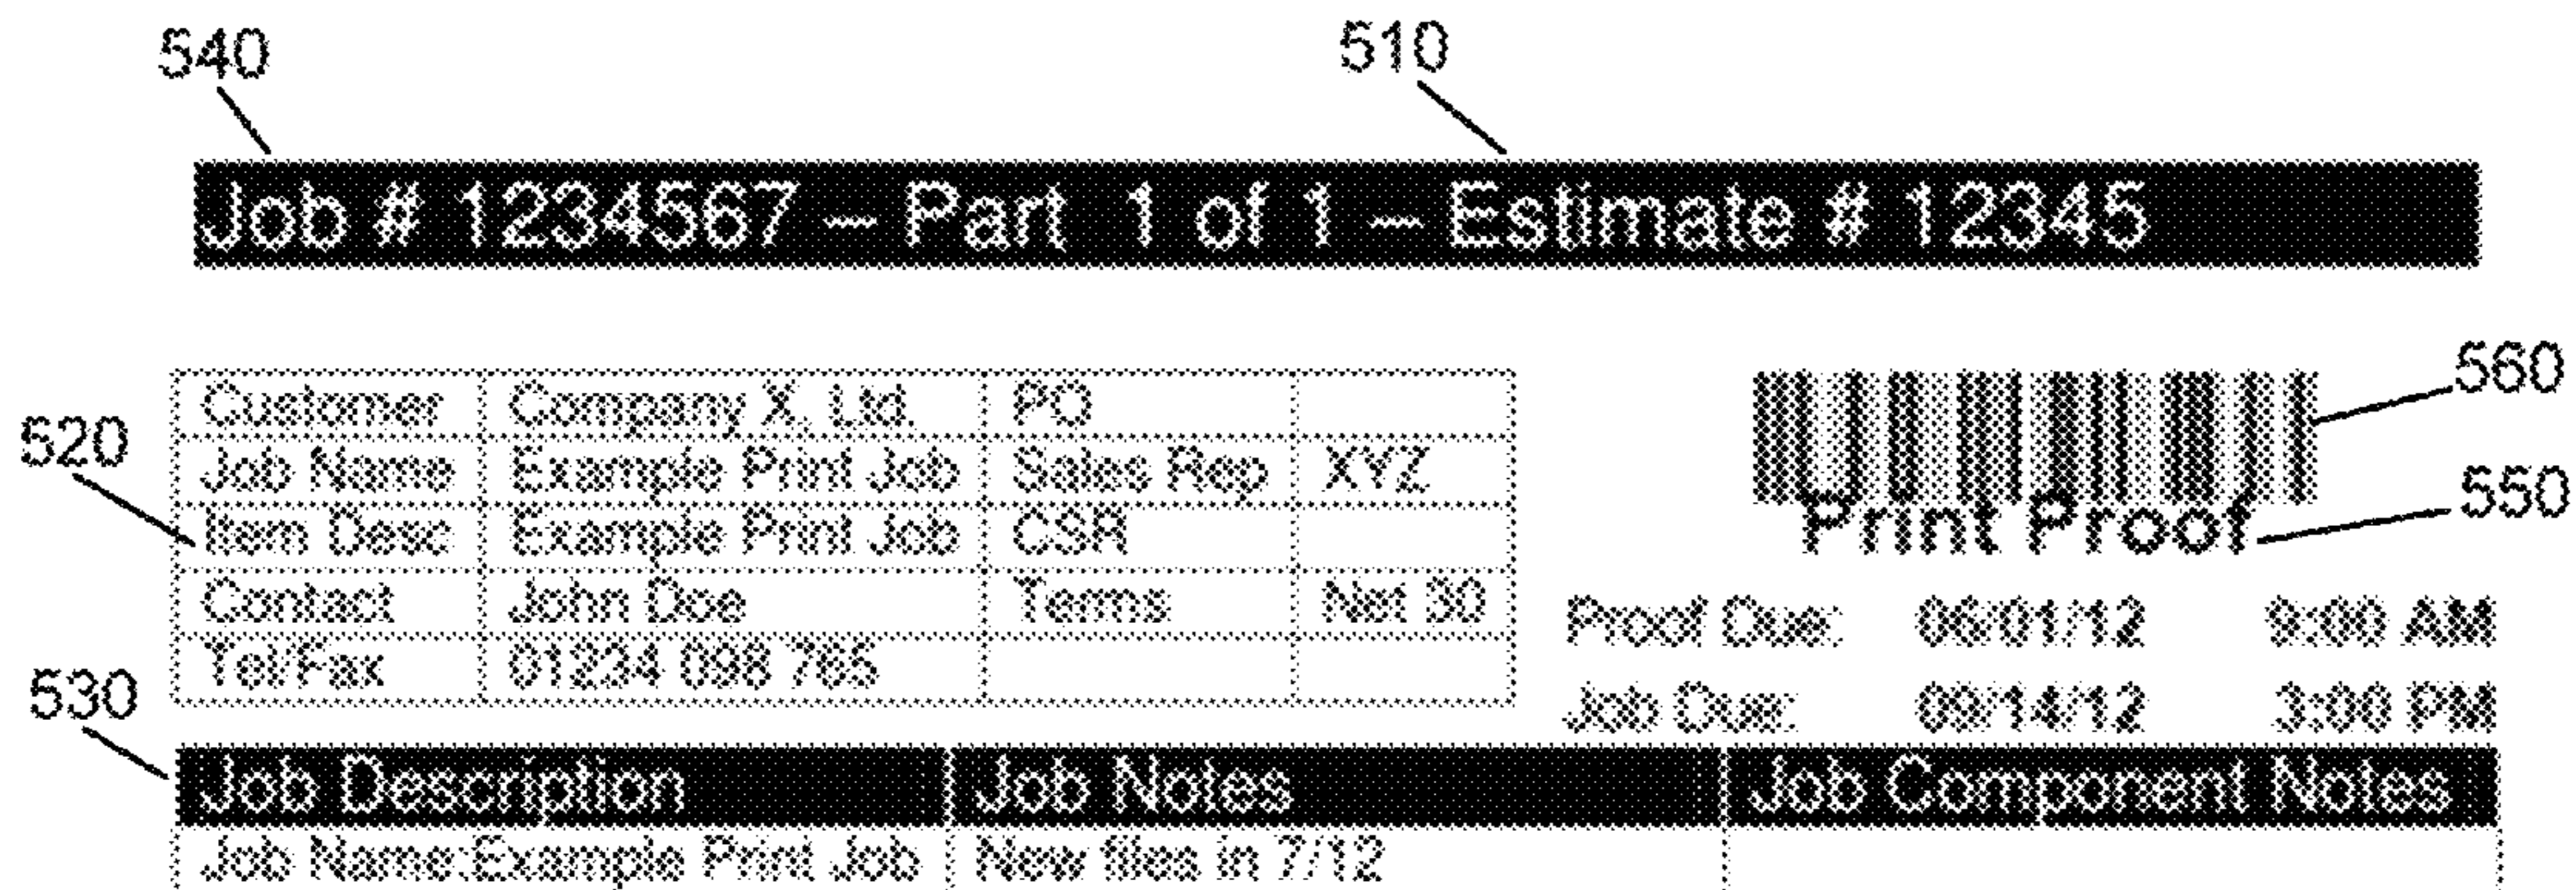 540 510
Job # 1234567 – Part 1 of 1 – Estimate # 12345
560
Customer Company X, Ltd. PO
520
Job Name Example Print Job Sales Rep XYZ
550
Item Desc Example Print Job CSR
Print Proof
Contact John Doe Terms Net 30
Proof Due: 06/01/12 9:00 AM
Tel/Fax 01234 098 765
530
Job Due: 09/14/12 3:00 PM
Job Description Job Notes Job Component Notes
Job Name:Example Print Job New files in 7/12